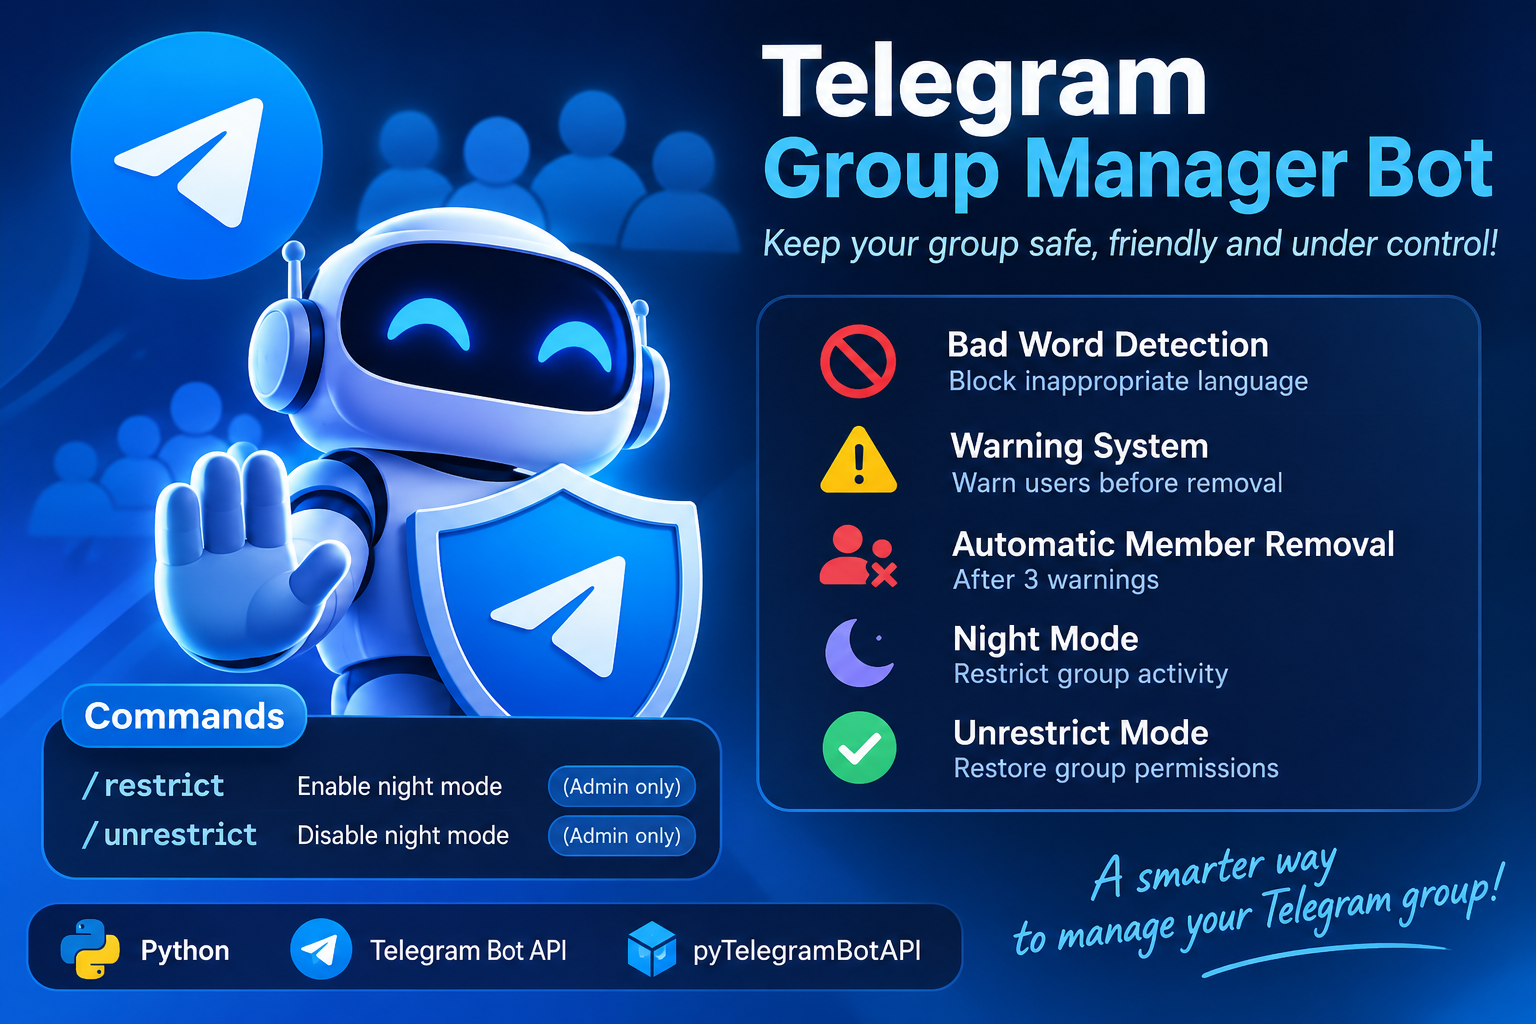 Telegram
Group Manager Bot
Keep your group safe, friendly and under control!
Bad Word Detection
Block inappropriate language
Warning System
Warn users before removal
Automatic Member Removal
After 3 warnings
Night Mode
Restrict group activity
Unrestrict Mode
Restore group permissions
Commands
/restrict Enable night mode (Admin only)
/unrestrict Disable night mode (Admin only)
Python Telegram Bot API pyTelegramBotAPI
A smarter way
to manage your Telegram group!